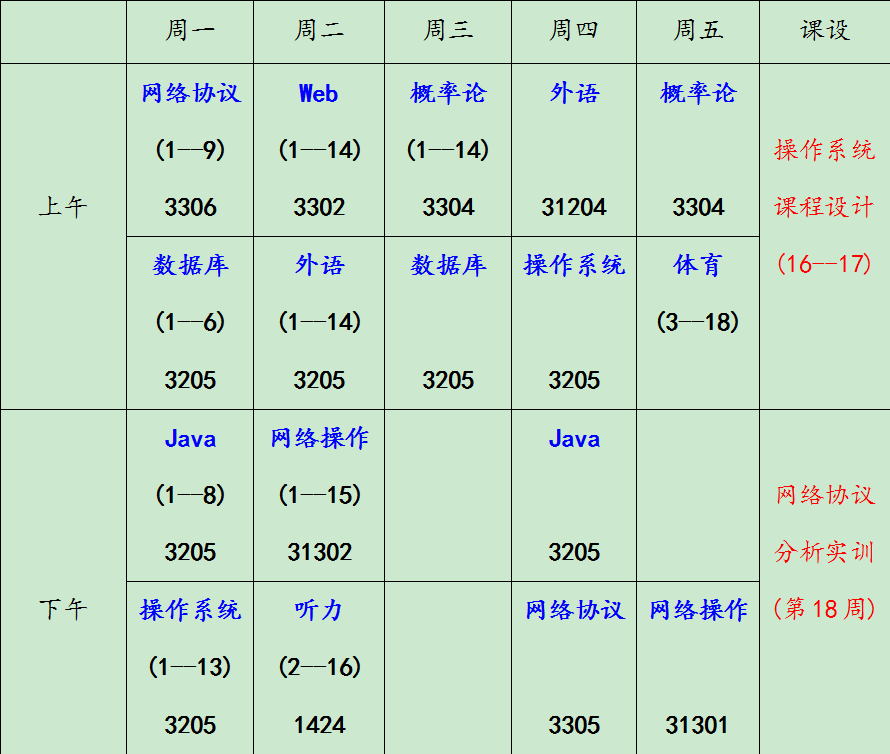 周一 周二 周三 周四 周五 课设
上午
网络协议
(1--9)
3306
Web
(1--14)
3302
概率论
(1--14)
3304
外语
31204
概率论
3304
数据库
(1--6)
3205
外语
(1--14)
3205
数据库
3205
操作系统
3205
体育
(3--18)
操作系统
课程设计
(16--17)
下午
Java
(1--8)
3205
网络操作
(1--15)
31302
Java
3205
操作系统
(1--13)
3205
听力
(2--16)
1424
网络协议
3305
网络操作
31301
网络协议
分析实训
(第18周)